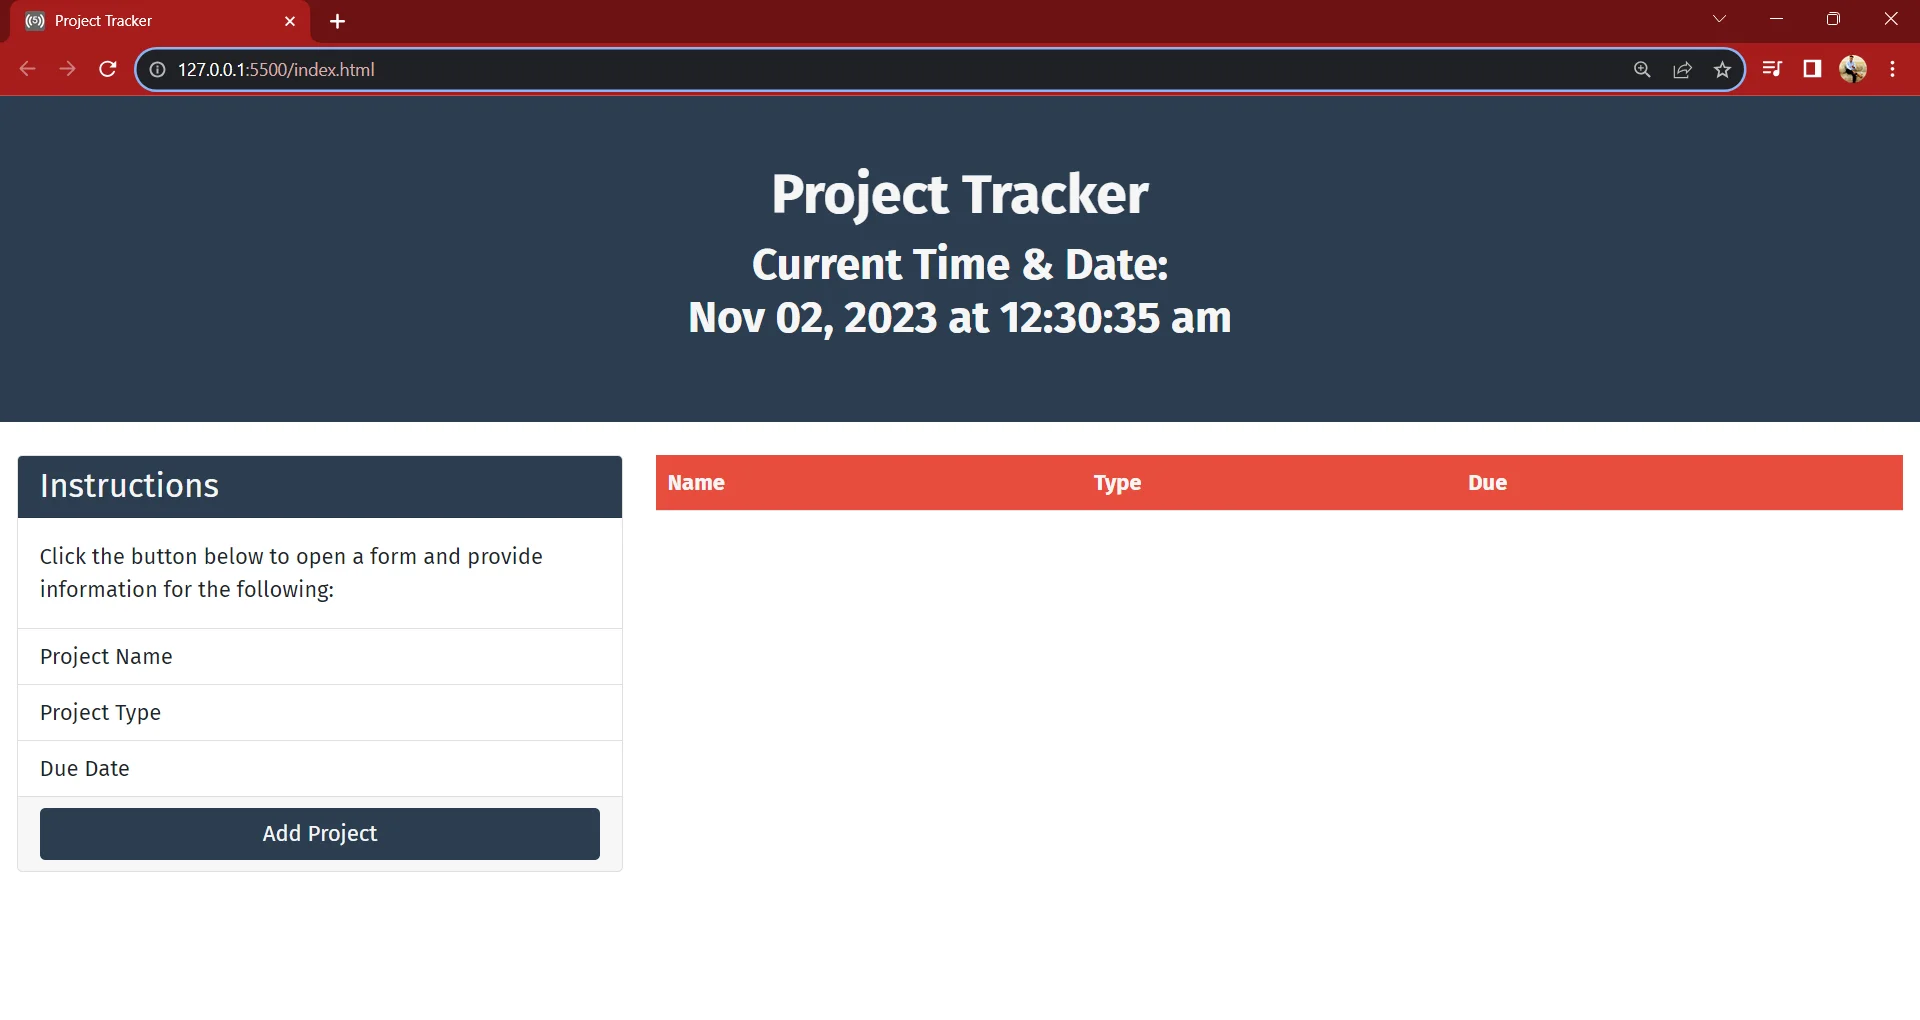 Project Tracker
127.0.0.1:5500/index.html
Project Tracker
Current Time & Date:
Nov 02, 2023 at 12:30:35 am
Instructions
Click the button below to open a form and provide
information for the following:
Project Name
Project Type
Due Date
Add Project
Name Type Due